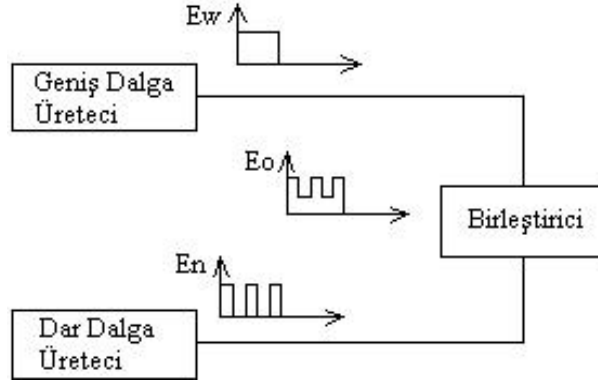 Ew
Geniş Dalga
Üreteci
Eo
Birleştirici
En
Dar Dalga
Üreteci